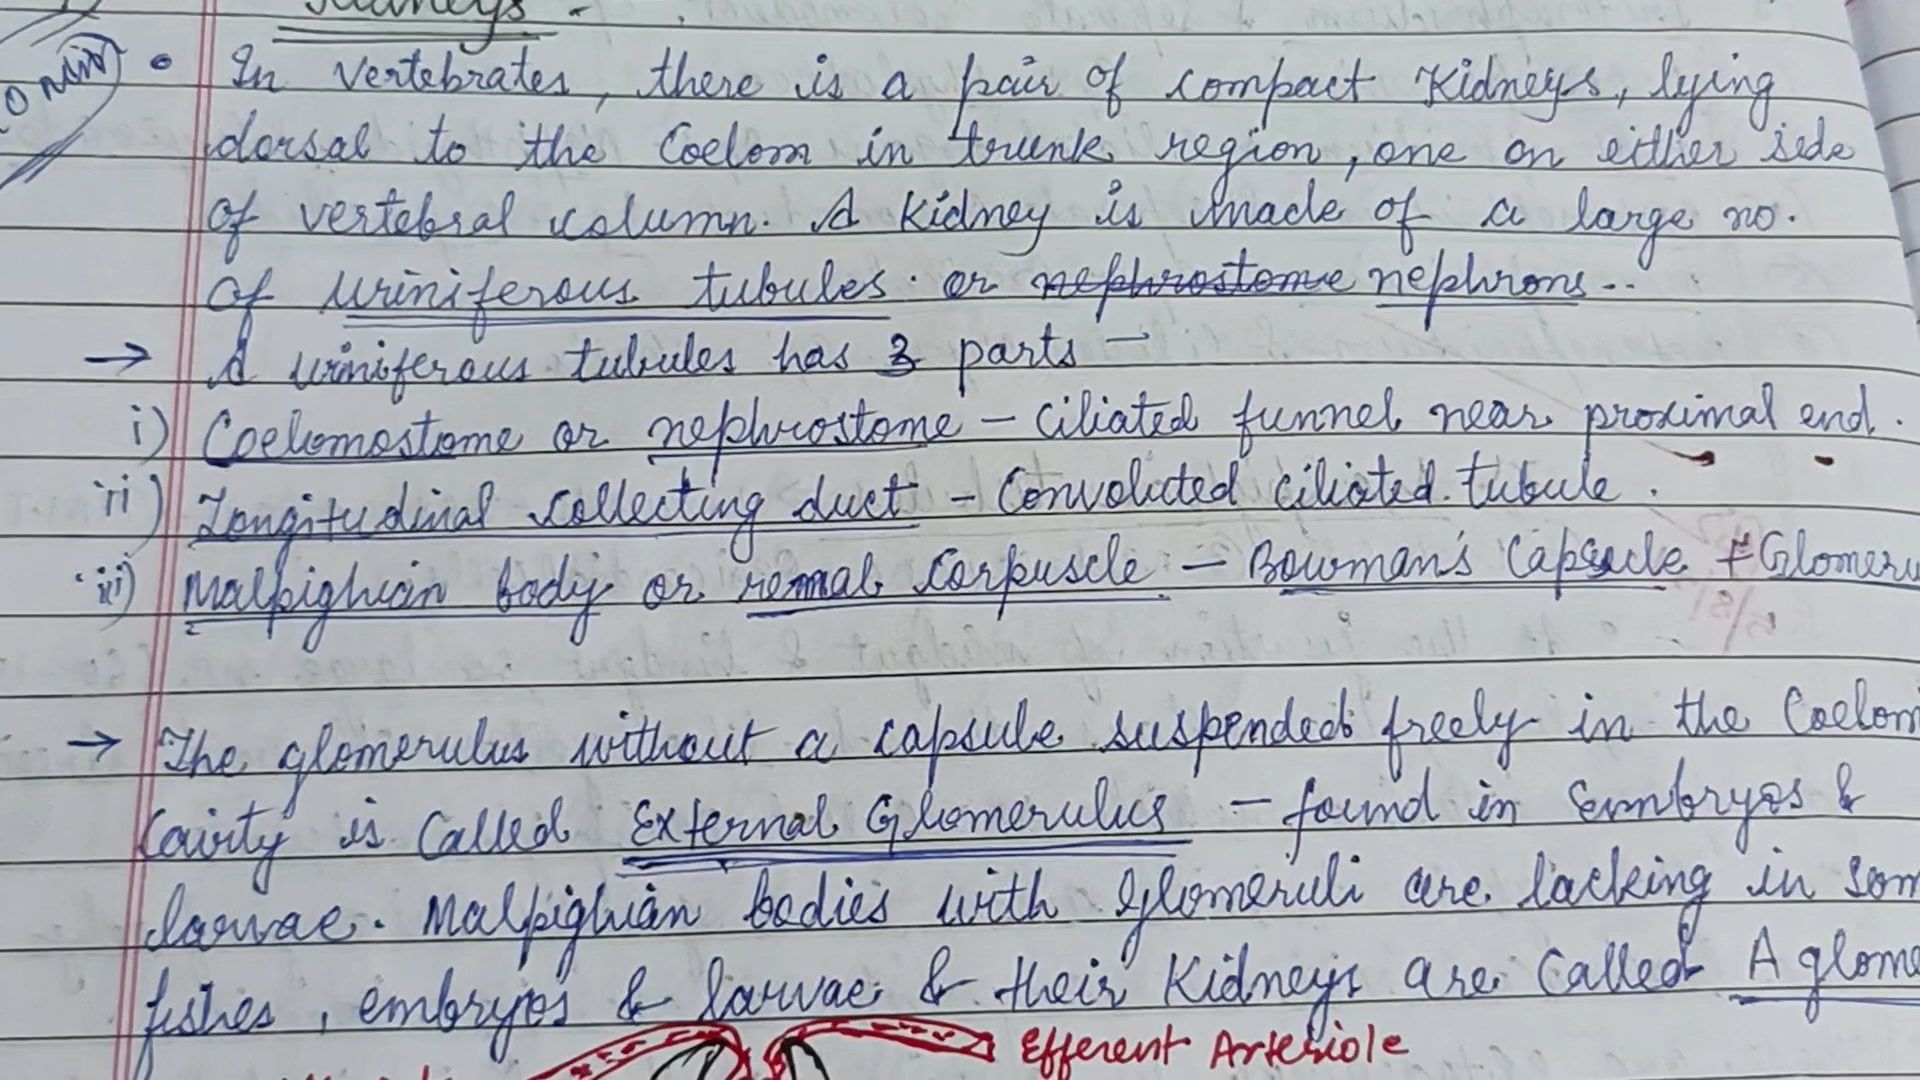 Kidneys -
• In vertebrates, there is a pair of compact Kidneys, lying
dorsal to the Coelom in trunk region, one on either side
of vertebral column. A Kidney is made of a large no.
of uriniferous tubules. or nephrostome nephrons..
→ A uriniferous tubules has 3 parts -
i) Coelomostome or nephrostome - ciliated funnel near proximal end.
ii) Longitudinal collecting duct - Convoluted ciliated tubule.
iii) Malpighian body or renal corpuscle - Bowman's Capsule + Glomeru
→ The glomerulus without a capsule suspended freely in the Coelom
Cavity is called External Glomerulus - found in Embryos &
larvae. Malpighian bodies with glomeruli are lacking in som
fishes, embryos & larvae & their Kidneys are called Aglome
Efferent Arteriole